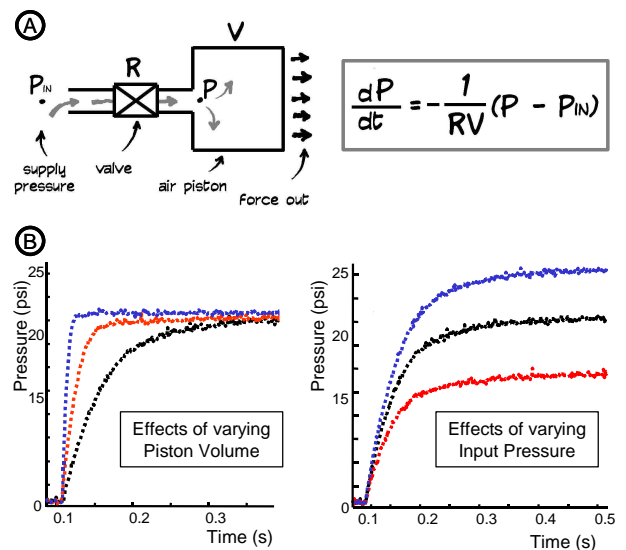 A
V
R
P_IN
P
supply
pressure
valve
air piston
force out
dP/dt = - 1/RV (P - P_IN)
B
Pressure (psi)
25
20
15
0
0.1
0.2
0.3
Time (s)
Effects of varying
Piston Volume
Pressure (psi)
25
20
15
0
0.1
0.2
0.3
0.4
0.5
Time (s)
Effects of varying
Input Pressure